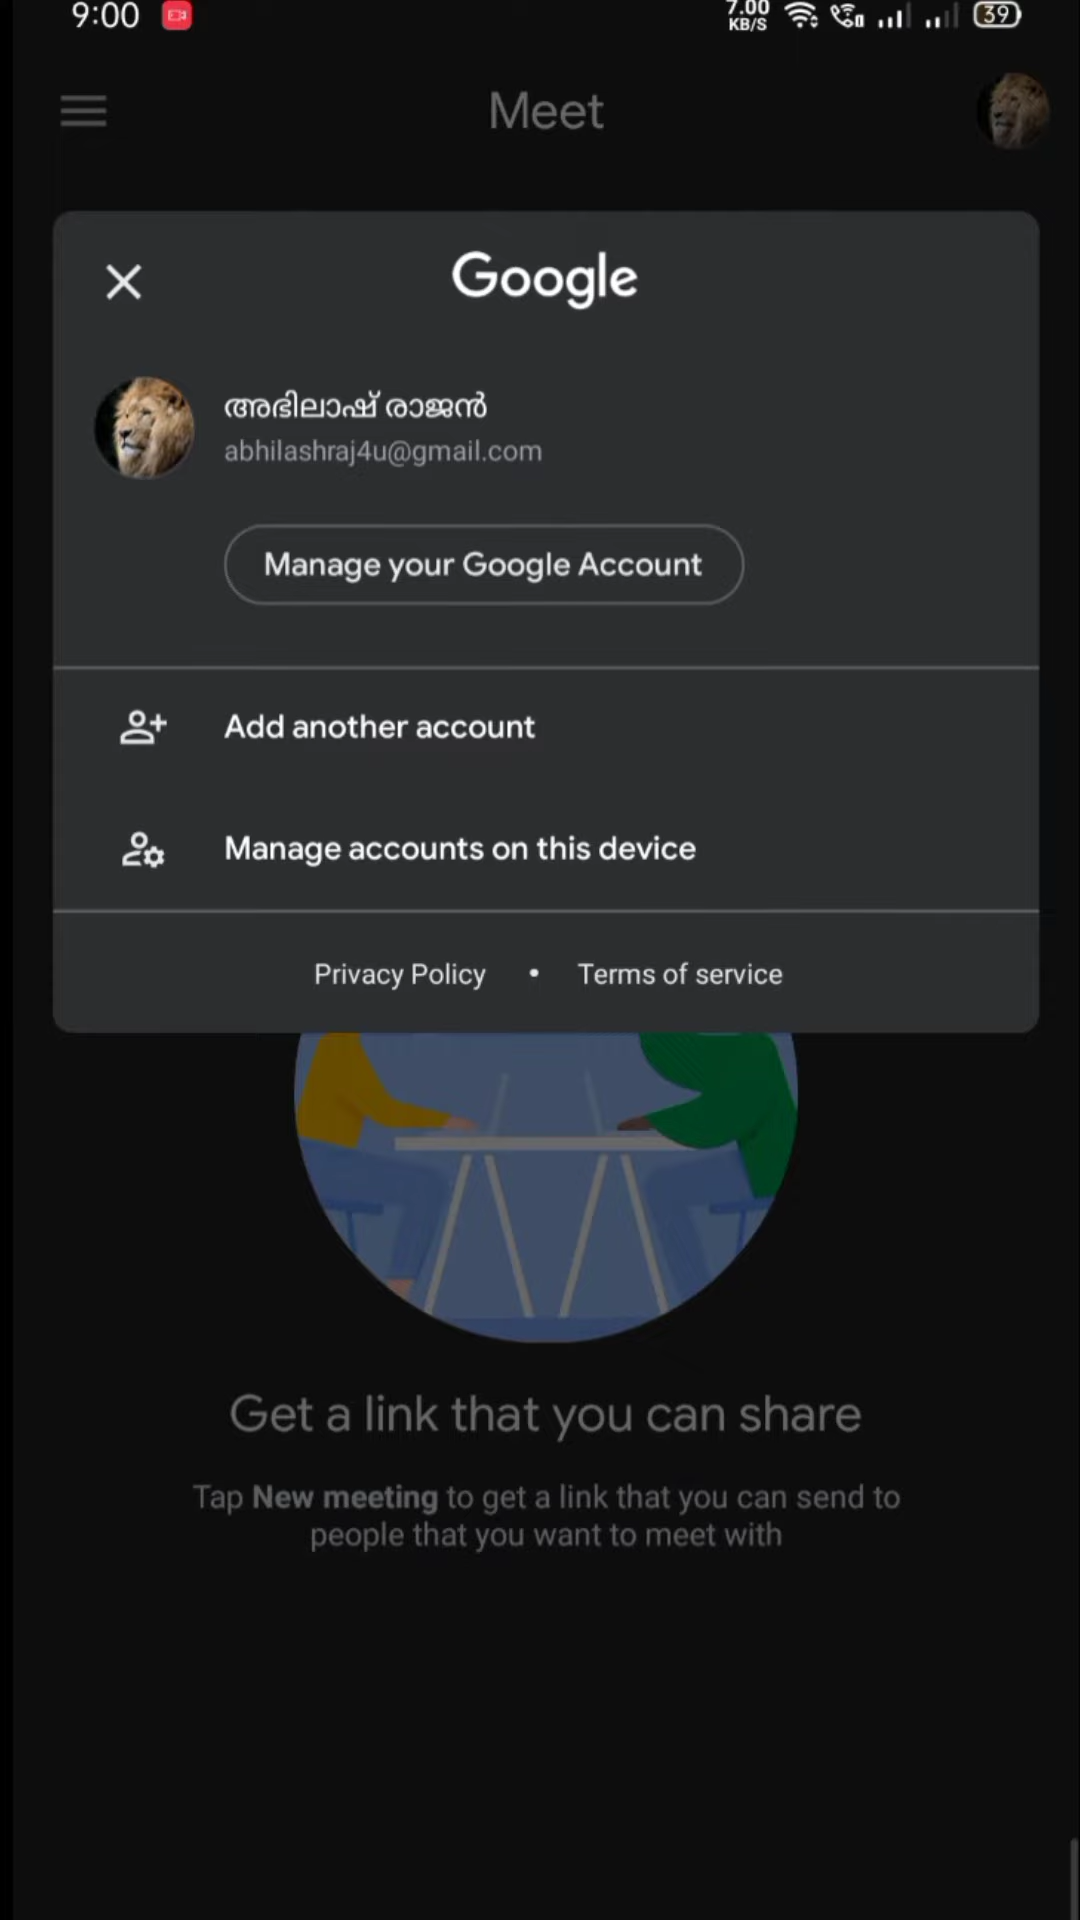 9:00
7.00
KB/S
39
Meet
Google
അഭിലാഷ് രാജൻ
abhilashraj4u@gmail.com
Manage your Google Account
Add another account
Manage accounts on this device
Privacy Policy • Terms of service
Get a link that you can share
Tap New meeting to get a link that you can send to
people that you want to meet with